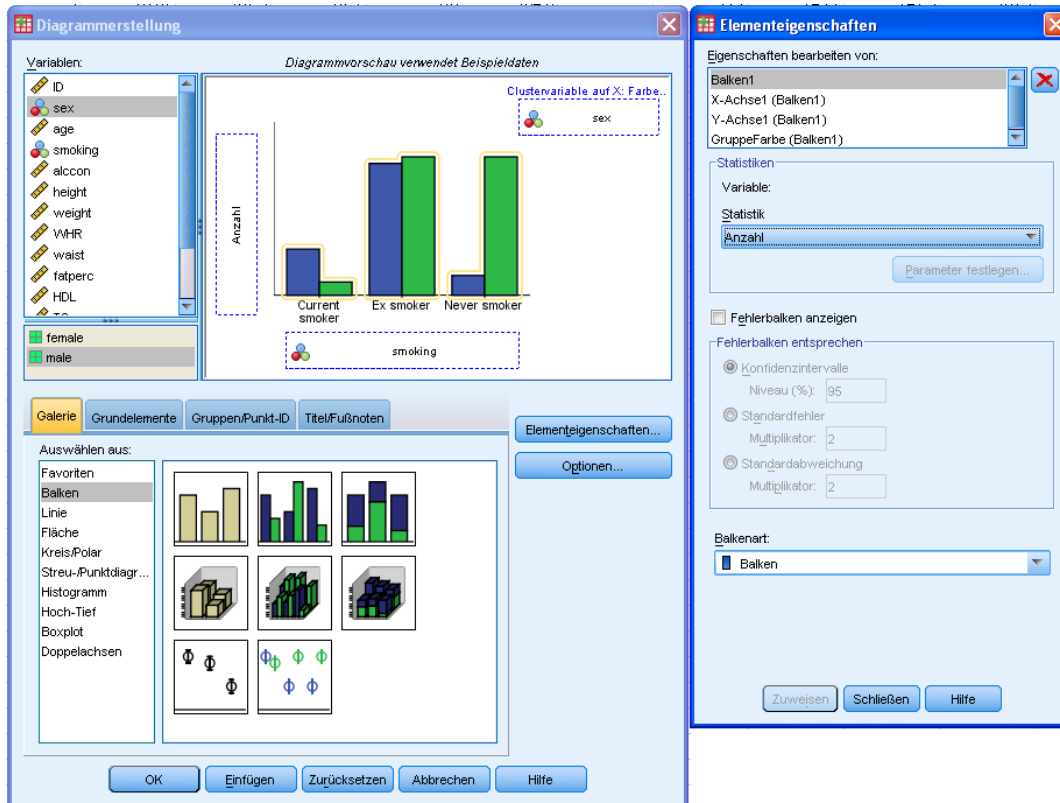 Diagrammerstellung
Variablen:
ID
sex
age
smoking
alccon
height
weight
WHR
waist
fatperc
HDL
female
male
Diagrammvorschau verwendet Beispieldaten
Clustervariable auf X: Farbe..
sex
Anzahl
Current smoker
Ex smoker
Never smoker
smoking
Galerie
Grundelemente
Gruppen/Punkt-ID
Titel/Fußnoten
Auswählen aus:
Favoriten
Balken
Linie
Fläche
Kreis/Polar
Streu-/Punktdiagr...
Histogramm
Hoch-Tief
Boxplot
Doppelachsen
Elementeigenschaften...
Optionen...
OK
Einfügen
Zurücksetzen
Abbrechen
Hilfe
Elementeigenschaften
Eigenschaften bearbeiten von:
Balken1
X-Achse1 (Balken1)
Y-Achse1 (Balken1)
GruppeFarbe (Balken1)
Statistiken
Variable:
Statistik
Anzahl
Parameter festlegen...
Fehlerbalken anzeigen
Fehlerbalken entsprechen
Konfidenzintervalle
Niveau (%): 95
Standardfehler
Multiplikator: 2
Standardabweichung
Multiplikator: 2
Balkenart:
Balken
Zuweisen
Schließen
Hilfe